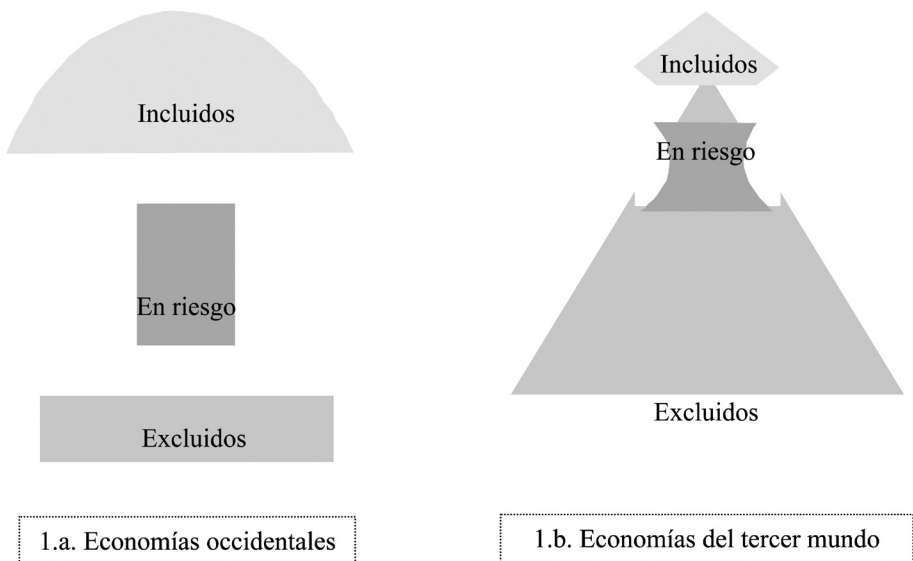 Incluidos
En riesgo
Excluidos
1.a. Economías occidentales
Incluidos
En riesgo
Excluidos
1.b. Economías del tercer mundo